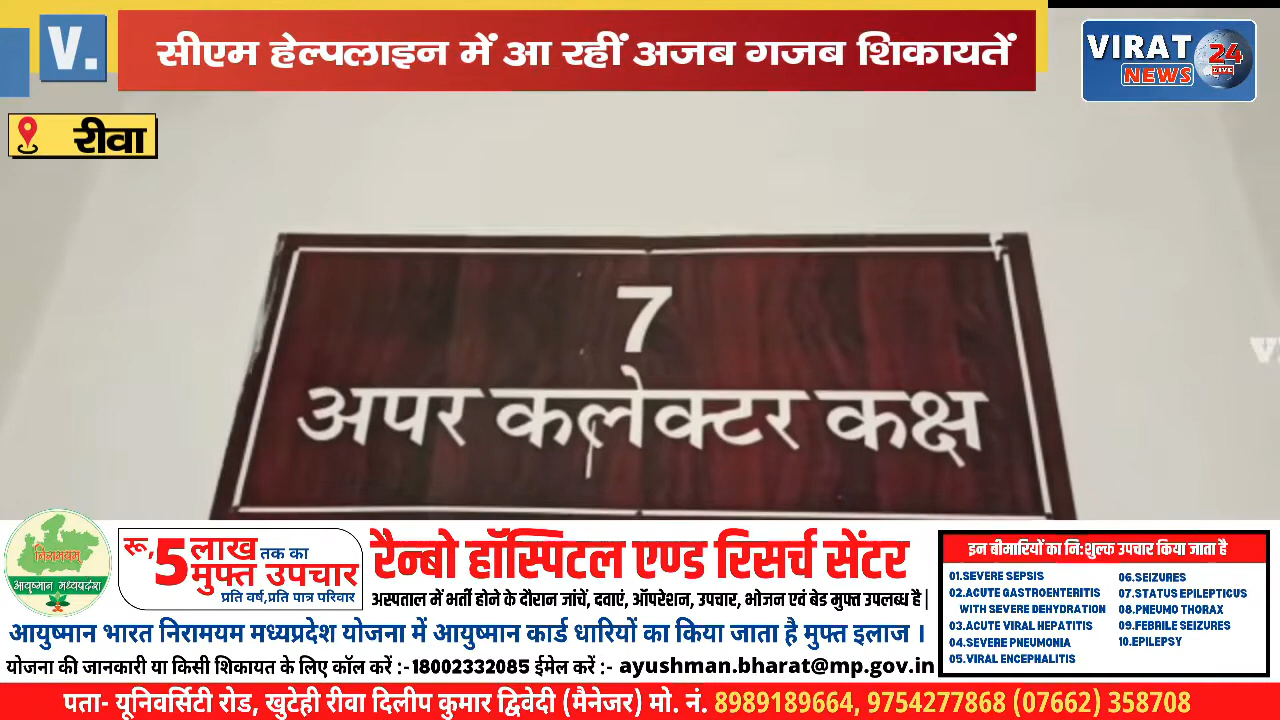 V.
सीएम हेल्पलाइन में आ रहीं अजब गजब शिकायतें
VIRAT 24
NEWS LIVE
रीवा
7
अपर कलेक्टर कक्ष
निरामयम
आयुष्मान मध्यप्रदेश
रू,5 लाख तक का
मुफ्त उपचार
प्रति वर्ष,प्रति पात्र परिवार
रैन्बो हॉस्पिटल एण्ड रिसर्च सेंटर
अस्पताल में भर्ती होने के दौरान जांचें, दवाएं, ऑपरेशन, उपचार, भोजन एवं बेड मुफ्त उपलब्ध है|
आयुष्मान भारत निरामयम मध्यप्रदेश योजना में आयुष्मान कार्ड धारियों का किया जाता है मुफ्त इलाज ।
योजना की जानकारी या किसी शिकायत के लिए कॉल करें :-18002332085 ईमेल करें :- ayushman.bharat@mp.gov.in
इन बीमारियों का नि:शुल्क उपचार किया जाता है
01.SEVERE SEPSIS
02.ACUTE GASTROENTERITIS
WITH SEVERE DEHYDRATION
03.ACUTE VIRAL HEPATITIS
04.SEVERE PNEUMONIA
05.VIRAL ENCEPHALITIS
06.SEIZURES
07.STATUS EPILEPTICUS
08.PNEUMO THORAX
09.FEBRILE SEIZURES
10.EPILEPSY
पता- यूनिवर्सिटी रोड, खुटेही रीवा दिलीप कुमार द्विवेदी (मैनेजर) मो. नं. 8989189664, 9754277868 (07662) 358708